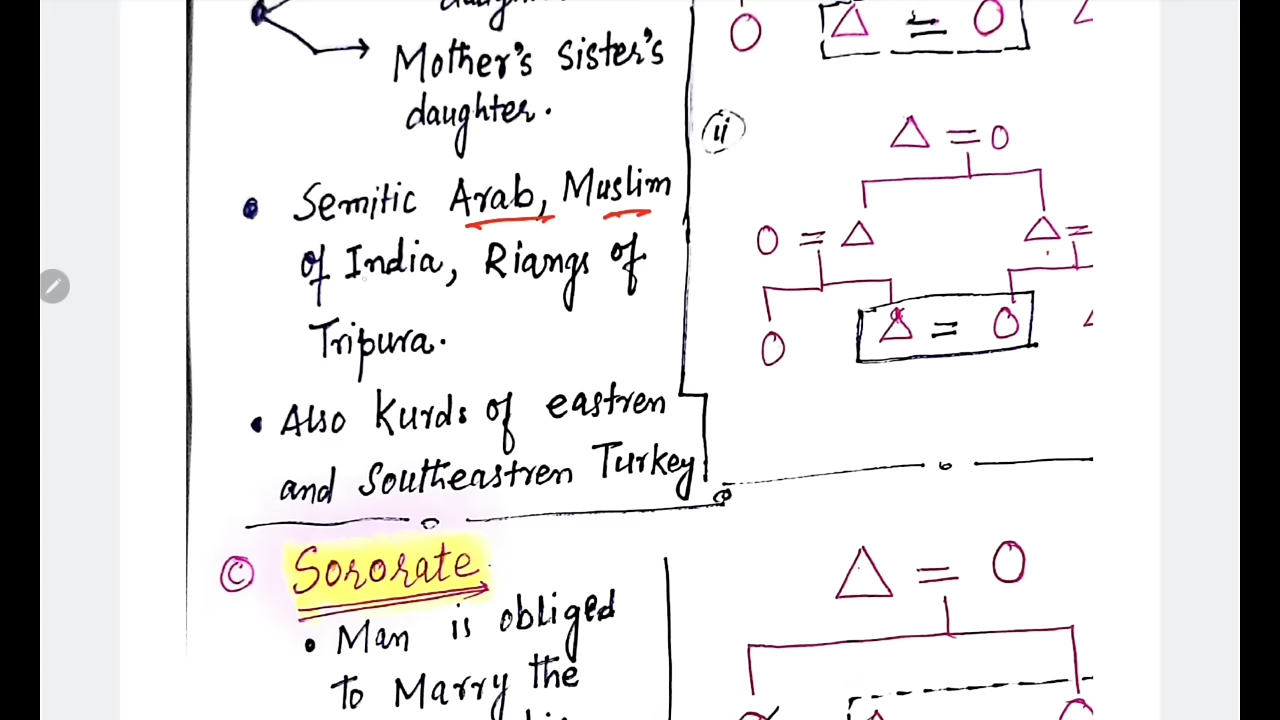 Mother's sister's
daughter.
Semitic Arab, Muslim
of India, Riangs of
Tripura.
Also Kurds of eastren
and Southeastren Turkey
ii
Δ = O
O = Δ
Δ =
O
Δ = O
© Sororate
Man is obliged
to Marry the
Δ = O